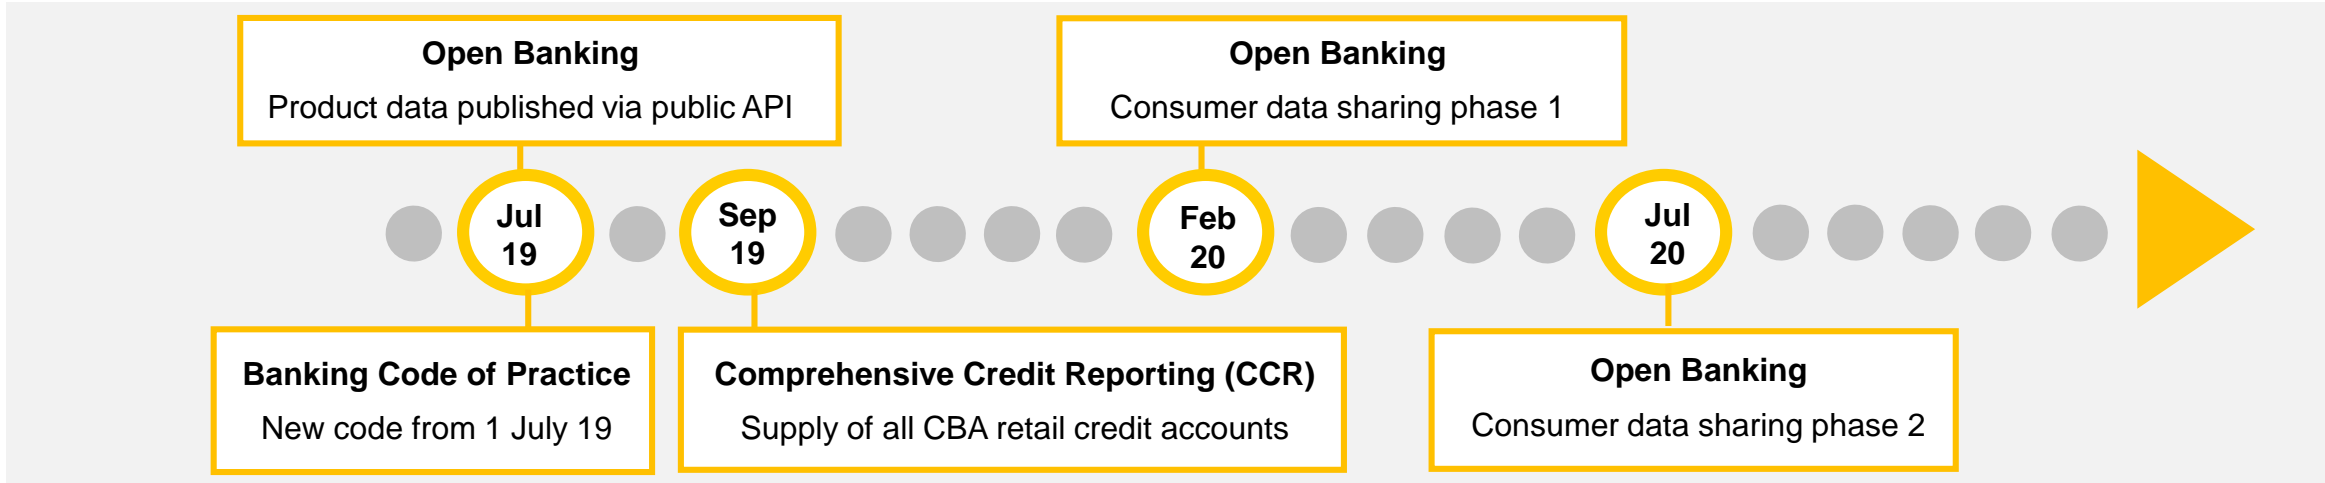 Open Banking
Product data published via public API
Open Banking
Consumer data sharing phase 1
Jul
19
Sep
19
Feb
20
Jul
20
Banking Code of Practice
New code from 1 July 19
Comprehensive Credit Reporting (CCR)
Supply of all CBA retail credit accounts
Open Banking
Consumer data sharing phase 2